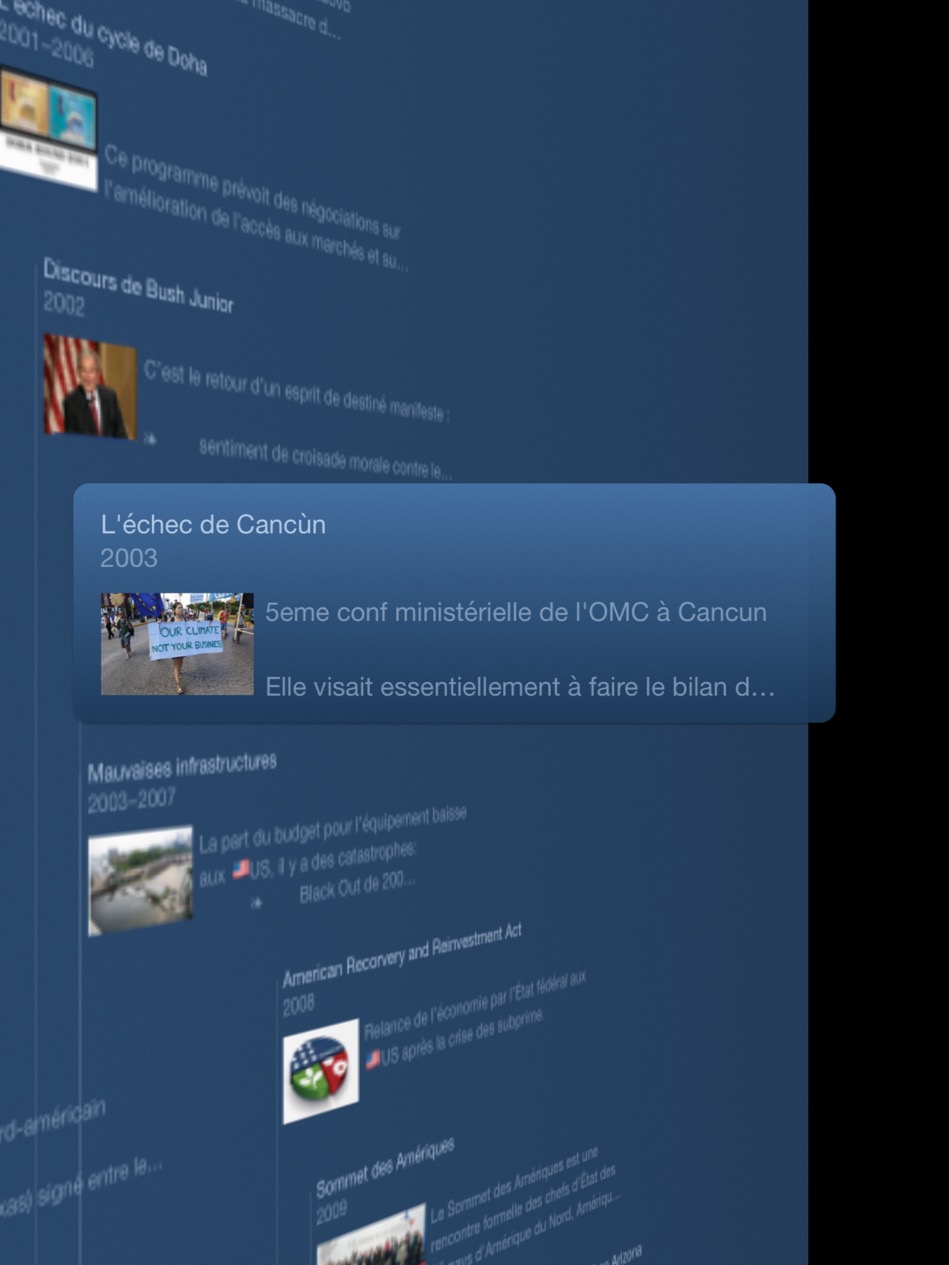 massacre d...
L'échec du cycle de Doha
2001–2006
Ce programme prévoit des négociations sur
l'amélioration de l'accès aux marchés et su...
Discours de Bush Junior
2002
C'est le retour d'un esprit de destiné manifeste :
sentiment de croisade morale contre le...
L'échec de Cancùn
2003
OUR CLIMATE
NOT YOUR BUSINESS
5eme conf ministérielle de l'OMC à Cancun
Elle visait essentiellement à faire le bilan d...
Mauvaises infrastructures
2003–2007
La part du budget pour l'équipement baisse
aux 🇺🇸US, il y a des catastrophes:
Black Out de 200...
American Recorvery and Reinvestment Act
2008
Relance de l'économie par l'État fédéral aux
🇺🇸US après la crise des subprime.
rd-américain
signé entre le...
Sommet des Amériques
2009
Le Sommet des Amériques est une
rencontre formelle des chefs d'État des
pays d'Amérique du Nord, Amériqu...
Arizona